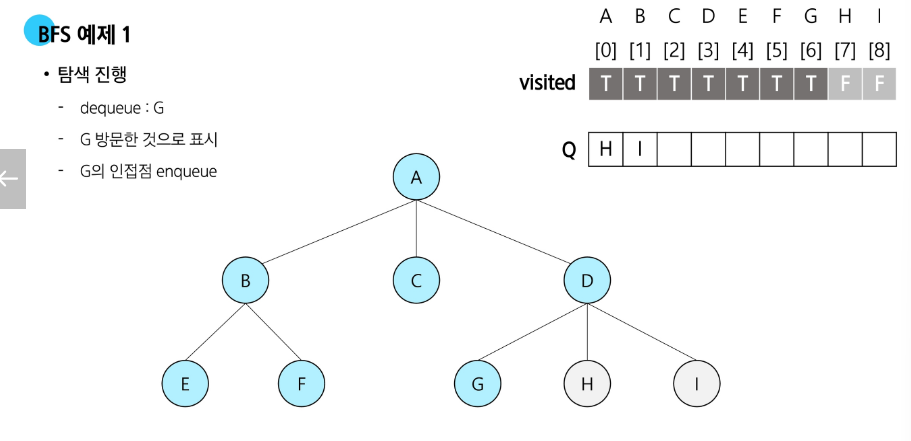 BFS 예제 1
• 탐색 진행
- dequeue : G
- G 방문한 것으로 표시
- G의 인접점 enqueue
A B C D E F G H I
[0] [1] [2] [3] [4] [5] [6] [7] [8]
visited T T T T T T T F F
Q H I
A
B C D
E F G H I